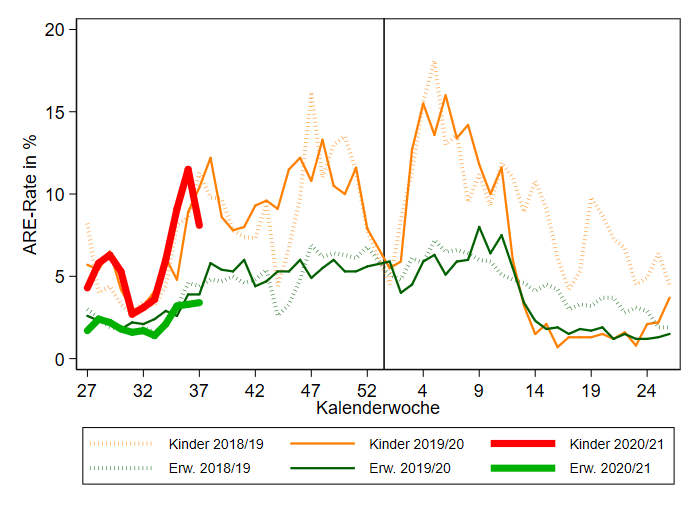 20
15
10
5
0
ARE-Rate in %
27 32 37 42 47 52 4 9 14 19 24
Kalenderwoche
Kinder 2018/19 Kinder 2019/20 Kinder 2020/21
Erw. 2018/19 Erw. 2019/20 Erw. 2020/21